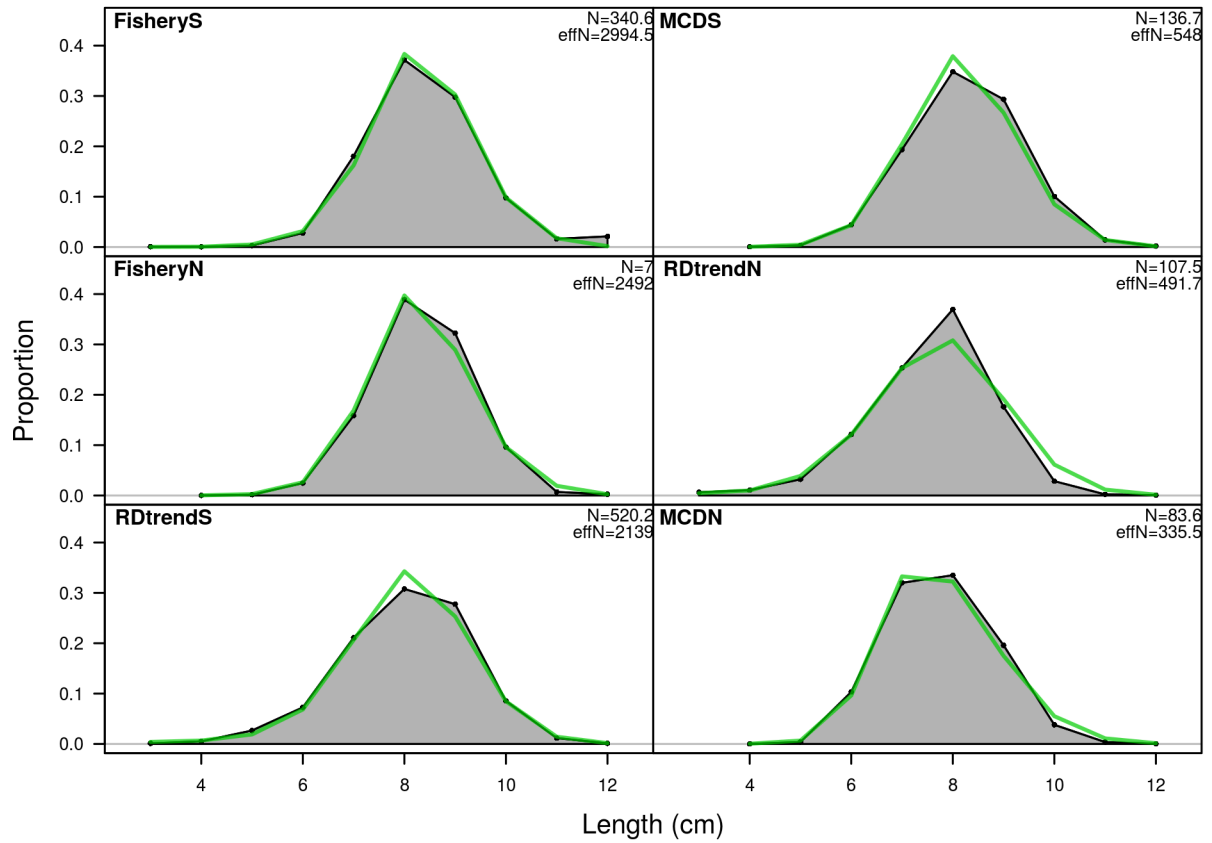 FisheryS
N=340.6
effN=2994.5
MCDS
N=136.7
effN=548
0.4
0.3
0.2
0.1
0.0
FisheryN
N=7
effN=2492
RDtrendN
N=107.5
effN=491.7
0.4
0.3
0.2
0.1
0.0
RDtrendS
N=520.2
effN=2139
MCDN
N=83.6
effN=335.5
0.4
0.3
0.2
0.1
0.0
Proportion
4 6 8 10 12 4 6 8 10 12
Length (cm)